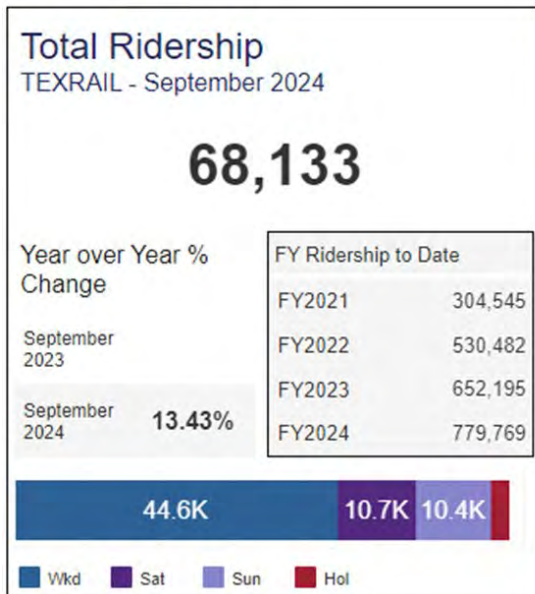 Total Ridership
TEXRAIL - September 2024
68,133
Year over Year %
Change
September
2023
September
2024
13.43%
FY Ridership to Date
FY2021 304,545
FY2022 530,482
FY2023 652,195
FY2024 779,769
44.6K 10.7K 10.4K
Wkd Sat Sun Hol